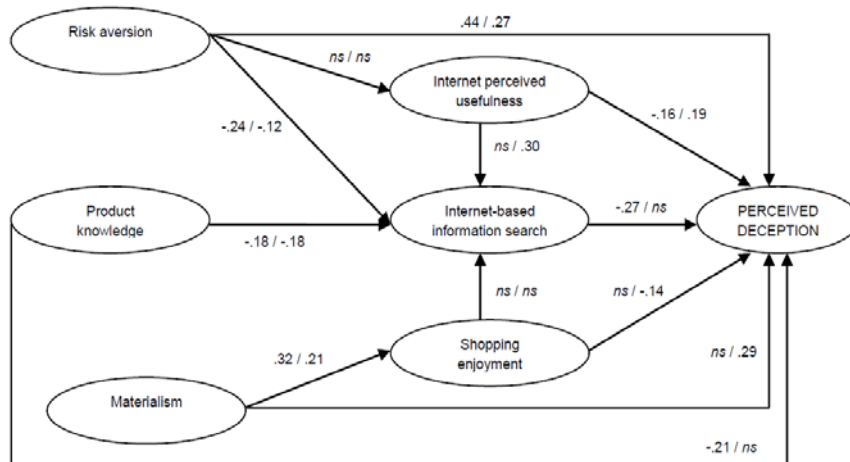 .44 / .27
Risk aversion
ns / ns
Internet perceived
usefulness
-.16 / .19
-.24 / -.12
ns / .30
Product
knowledge
Internet-based
information search
-.27 / ns
PERCEIVED
DECEPTION
-.18 / -.18
ns / ns
ns / -.14
.32 / .21
Shopping
enjoyment
ns / .29
Materialism
-.21 / ns